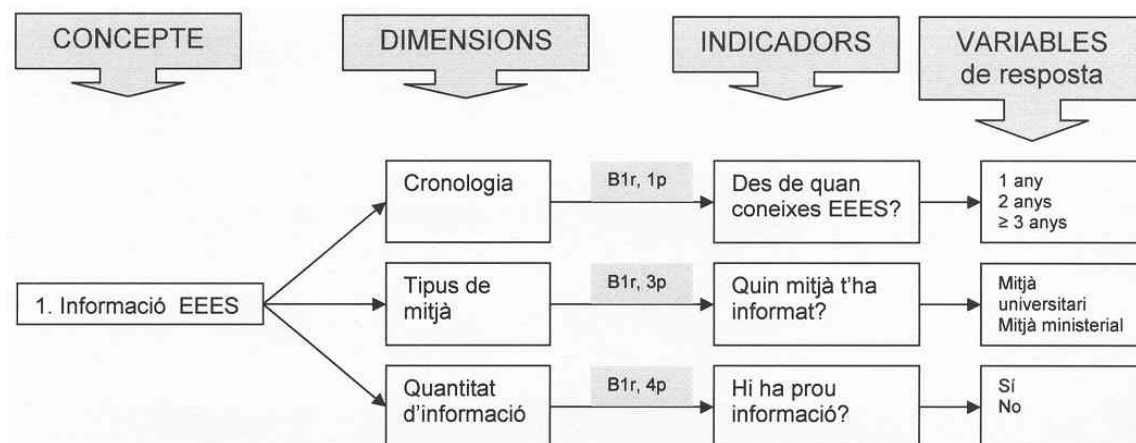 CONCEPTE
DIMENSIONS
INDICADORS
VARIABLES
de resposta
Cronologia
B1r, 1p
Des de quan
coneixes EEES?
1 any
2 anys
≥ 3 anys
1. Informació EEES
Tipus de
mitjà
B1r, 3p
Quin mitjà t'ha
informat?
Mitjà
universitari
Mitjà ministerial
Quantitat
d'informació
B1r, 4p
Hi ha prou
informació?
Sí
No